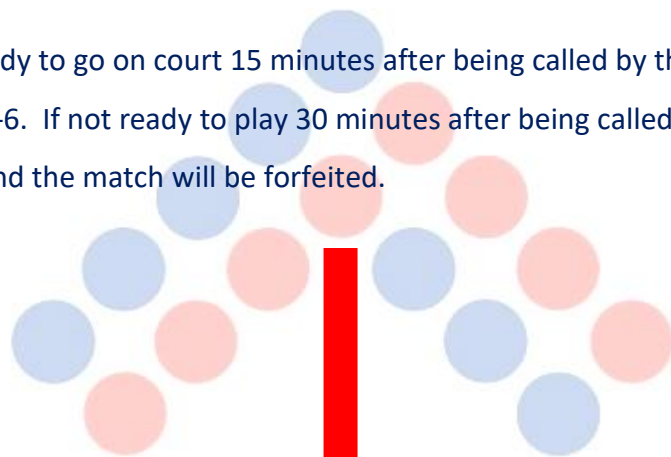 dy to go on court 15 minutes after being called by th
-6.  If not ready to play 30 minutes after being called
nd the match will be forfeited.